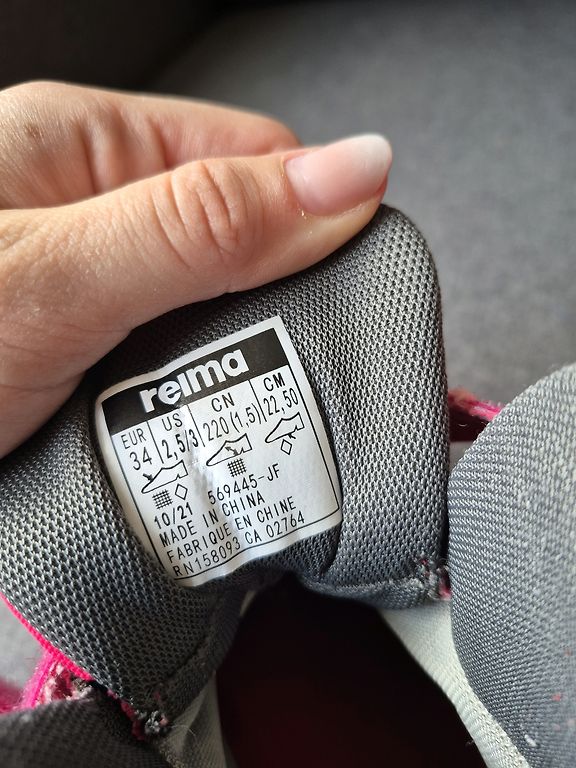 reima
EUR US CN CM
34 2,5/3 220(1,5) 22,50
569445-JF
10/21
MADE IN CHINA
FABRIQUE EN CHINE
RN158093 CA 02764